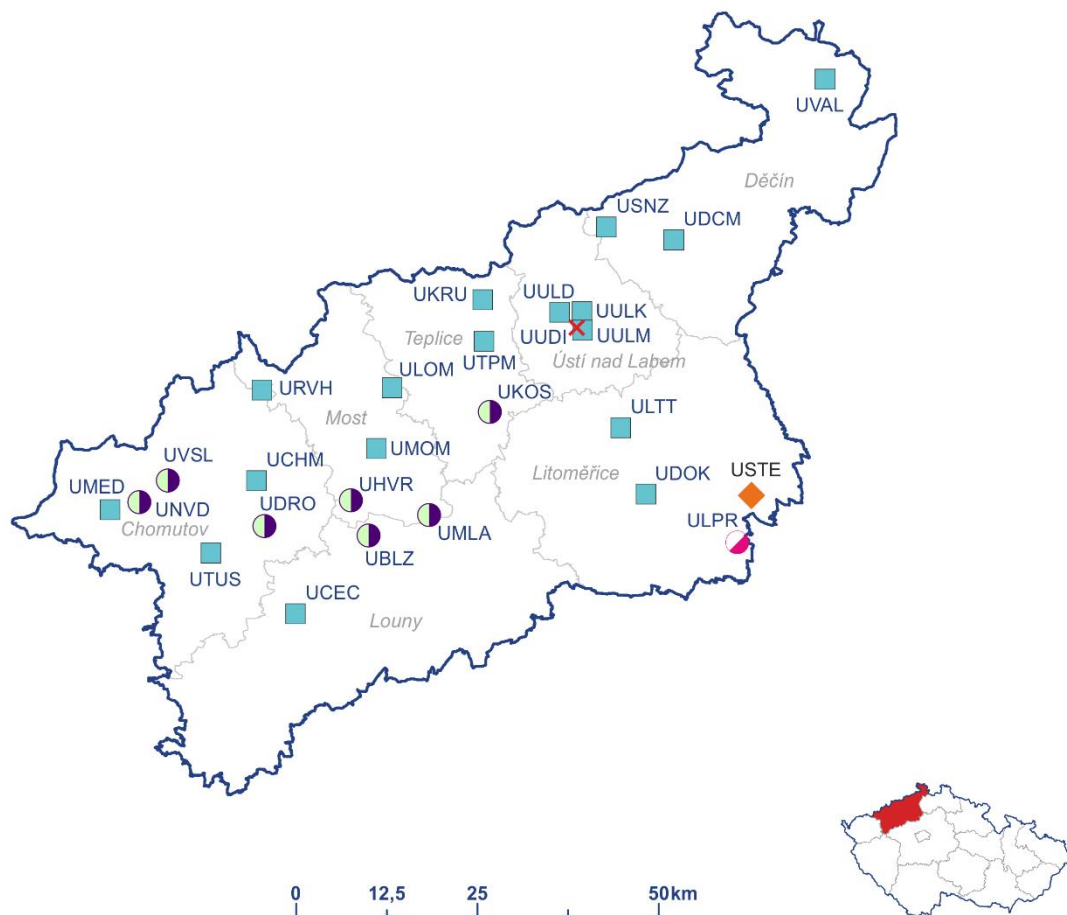 UVAL
Děčín
USNZ
UDCM
UKRU
UULD
UULK
Teplice
UUDI
UULM
UTPM
Ústí nad Labem
ULOM
URVH
UKOS
Most
ULTT
UMOM
UVSL
UCHM
Litoměřice
UDOK
USTE
UMED
UHVR
UNVD
UDRO
Chomutov
UMLA
ULPR
UBLZ
UTUS
UCEC
Louny
0 12,5 25 50km